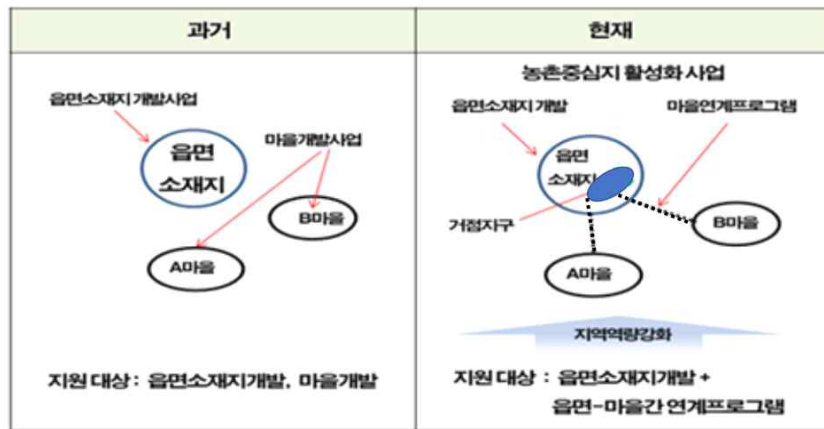 과거
현재
읍면소재지 개발사업
마을개발사업
읍면
소재지
B마을
A마을
지원 대상 : 읍면소재지개발, 마을개발
농촌중심지 활성화 사업
읍면소재지 개발
마을연계프로그램
읍면
소재지
거점지구
B마을
A마을
지역역량강화
지원 대상 : 읍면소재지개발 +
읍면-마을간 연계프로그램